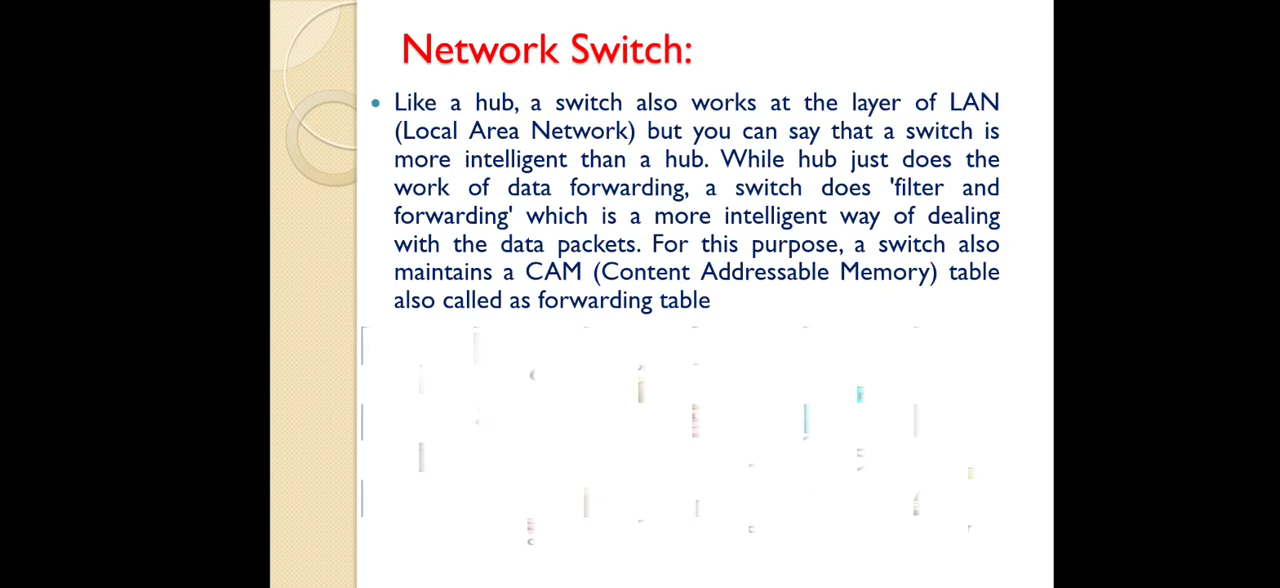 Network Switch:
Like a hub, a switch also works at the layer of LAN
(Local Area Network) but you can say that a switch is
more intelligent than a hub. While hub just does the
work of data forwarding, a switch does 'filter and
forwarding' which is a more intelligent way of dealing
with the data packets. For this purpose, a switch also
maintains a CAM (Content Addressable Memory) table
also called as forwarding table